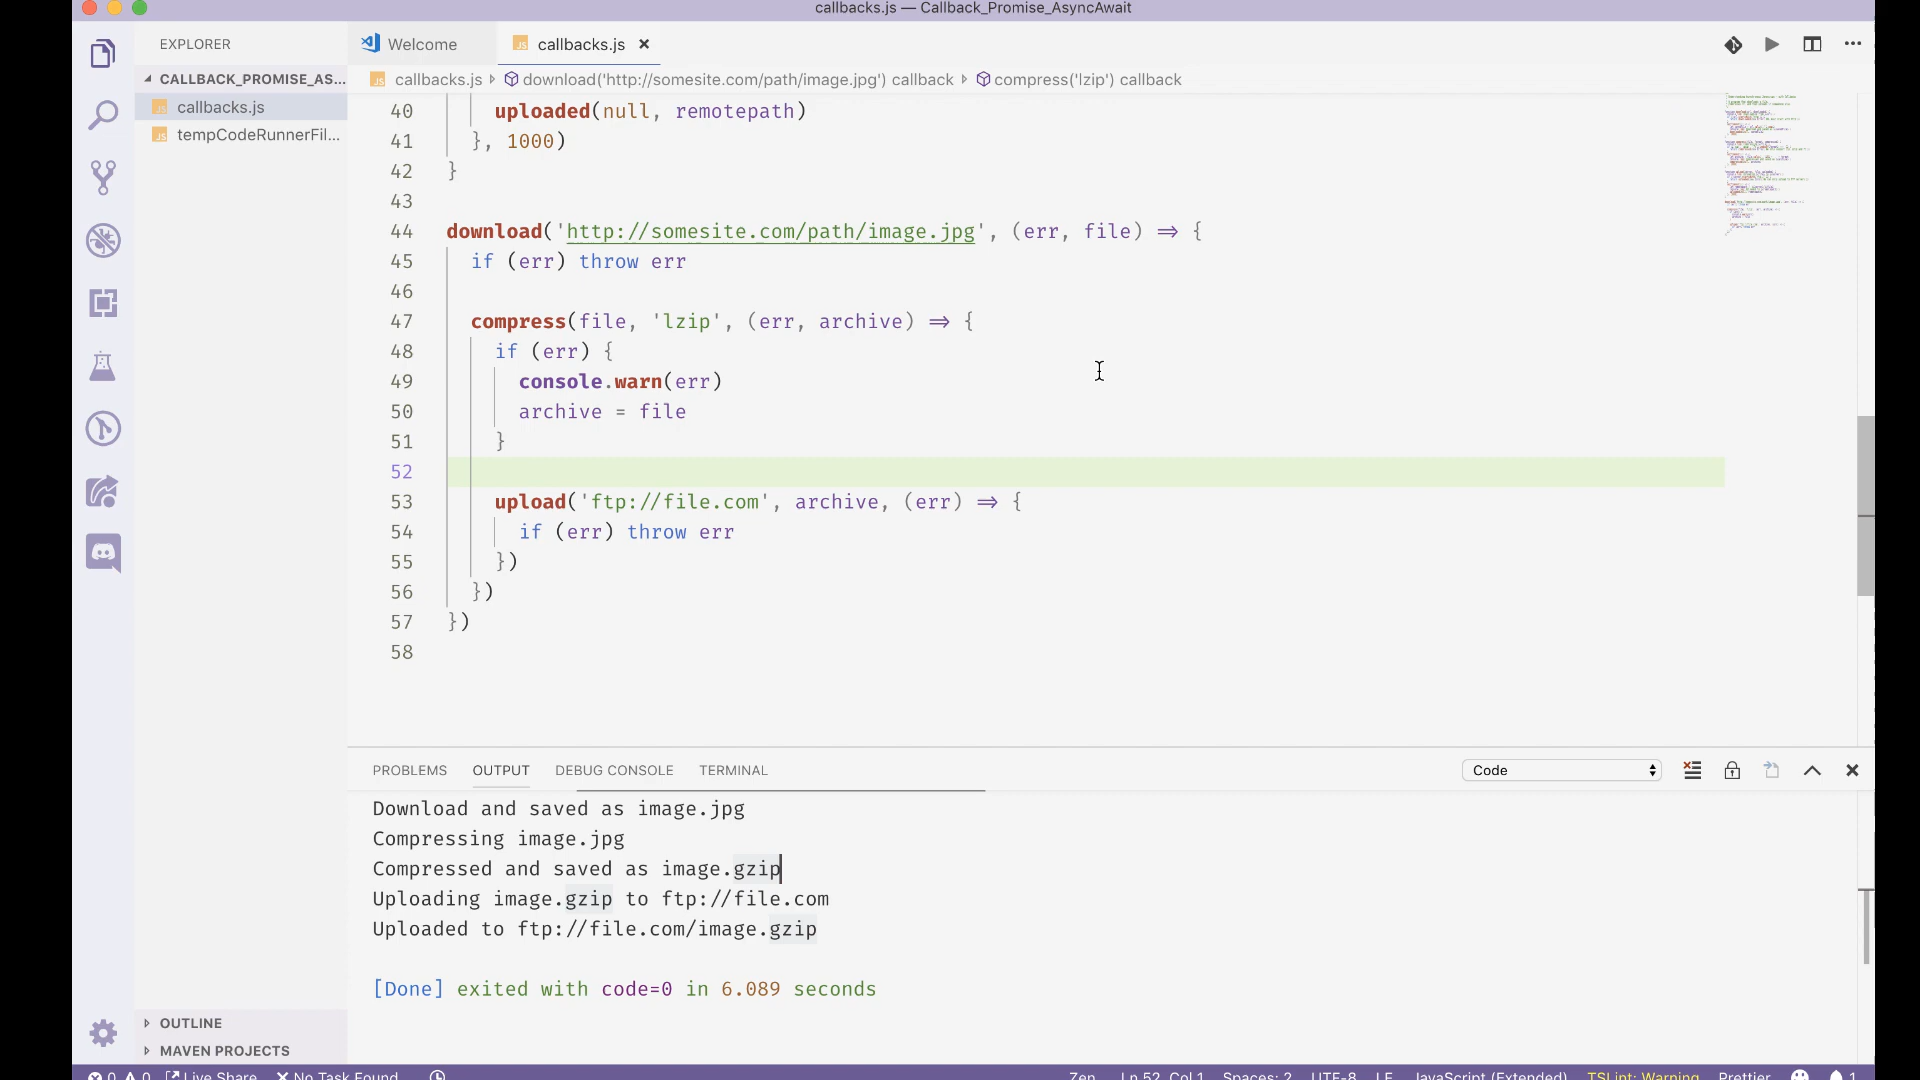 callbacks.js — Callback_Promise_AsyncAwait
EXPLORER
Welcome
callbacks.js
CALLBACK_PROMISE_AS...
callbacks.js
tempCodeRunnerFil...
callbacks.js
download('http://somesite.com/path/image.jpg') callback
compress('lzip') callback
40 uploaded(null, remotepath)
41 }, 1000)
42 }
43
44 download('http://somesite.com/path/image.jpg', (err, file) => {
45 if (err) throw err
46
47 compress(file, 'lzip', (err, archive) => {
48 if (err) {
49 console.warn(err)
50 archive = file
51 }
52
53 upload('ftp://file.com', archive, (err) => {
54 if (err) throw err
55 })
56 })
57 })
58
PROBLEMS OUTPUT DEBUG CONSOLE TERMINAL
Code
Download and saved as image.jpg
Compressing image.jpg
Compressed and saved as image.gzip
Uploading image.gzip to ftp://file.com
Uploaded to ftp://file.com/image.gzip
[Done] exited with code=0 in 6.089 seconds
OUTLINE
MAVEN PROJECTS
0 0 Live Share No Task Found Zen Ln 52, Col 1 Spaces: 2 UTF-8 LF JavaScript (Extended) TSLint: Warning Prettier 1